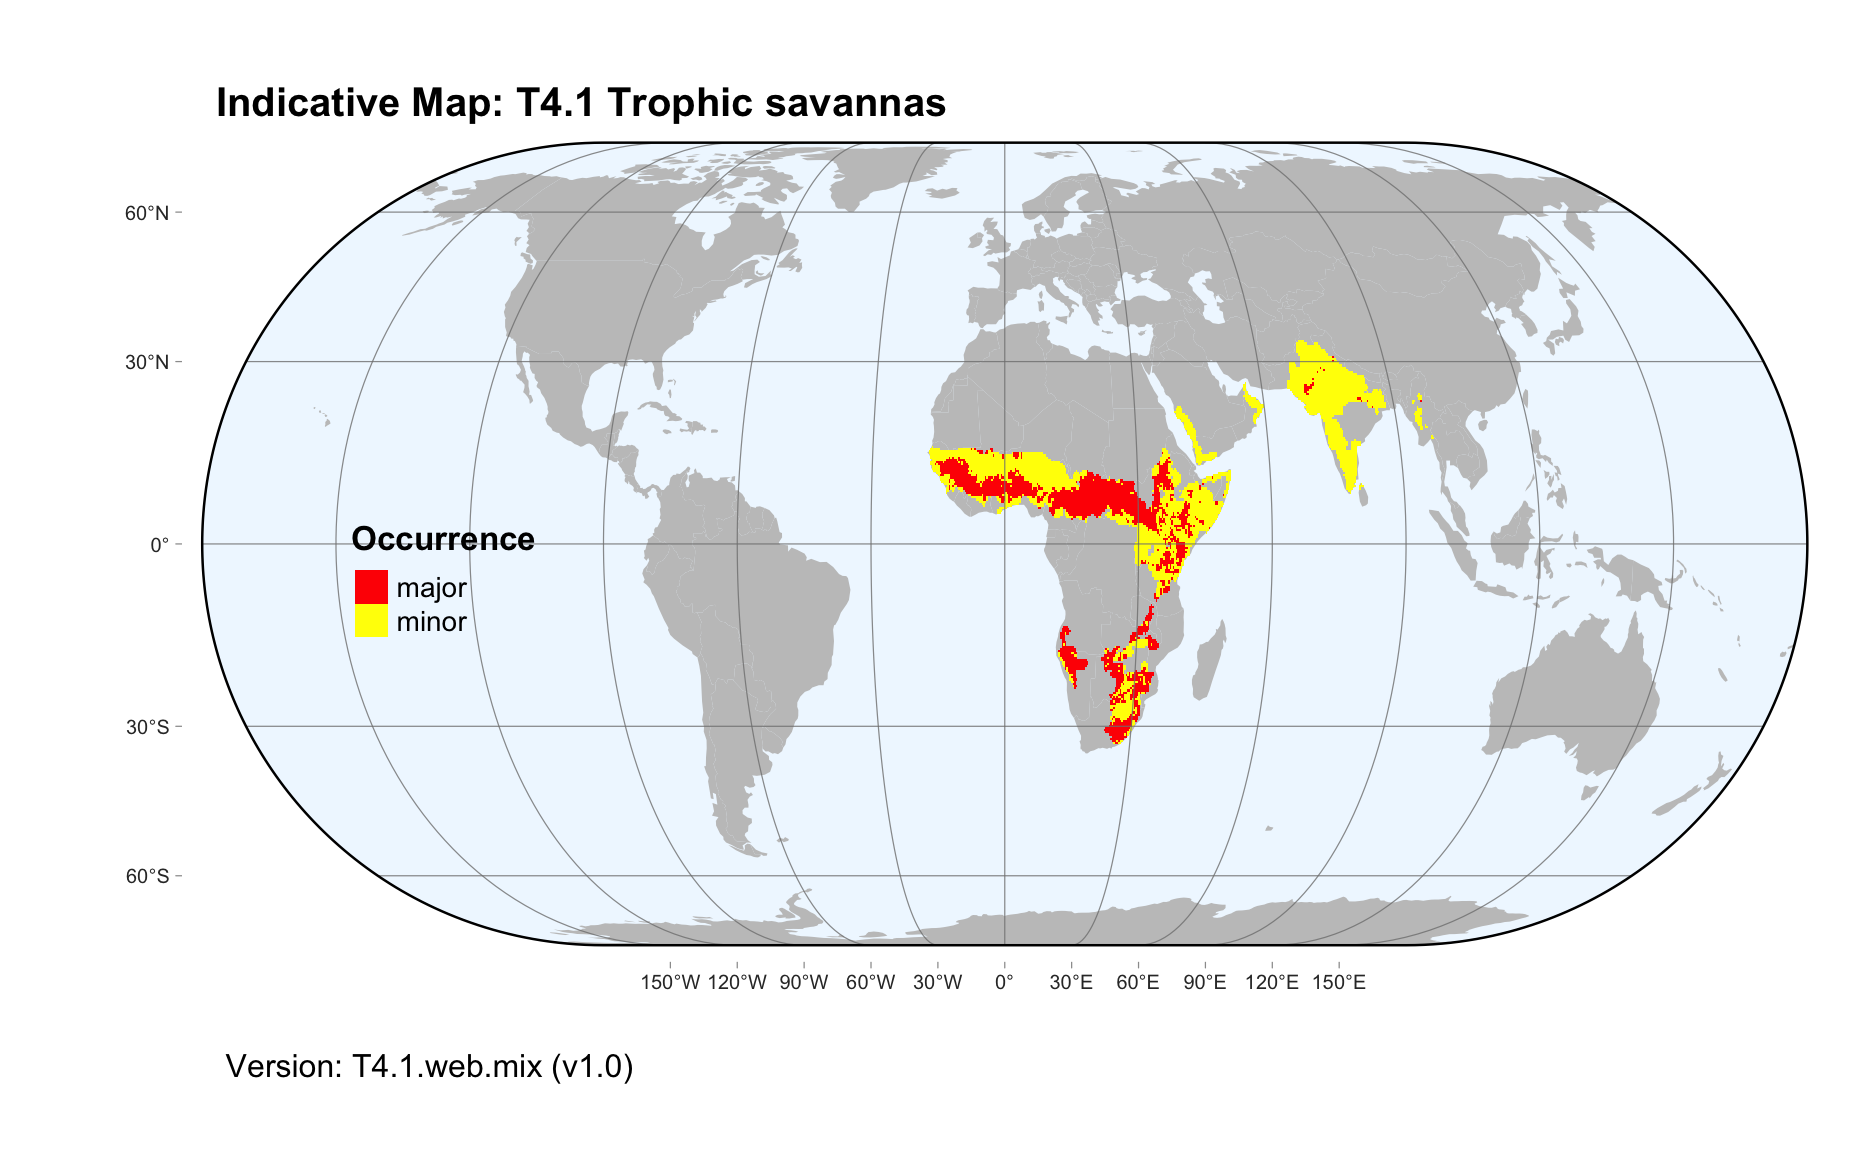 Indicative Map: T4.1 Trophic savannas
60°N
30°N
0°
30°S
60°S
Occurrence
major
minor
150°W 120°W 90°W 60°W 30°W 0° 30°E 60°E 90°E 120°E 150°E
Version: T4.1.web.mix (v1.0)